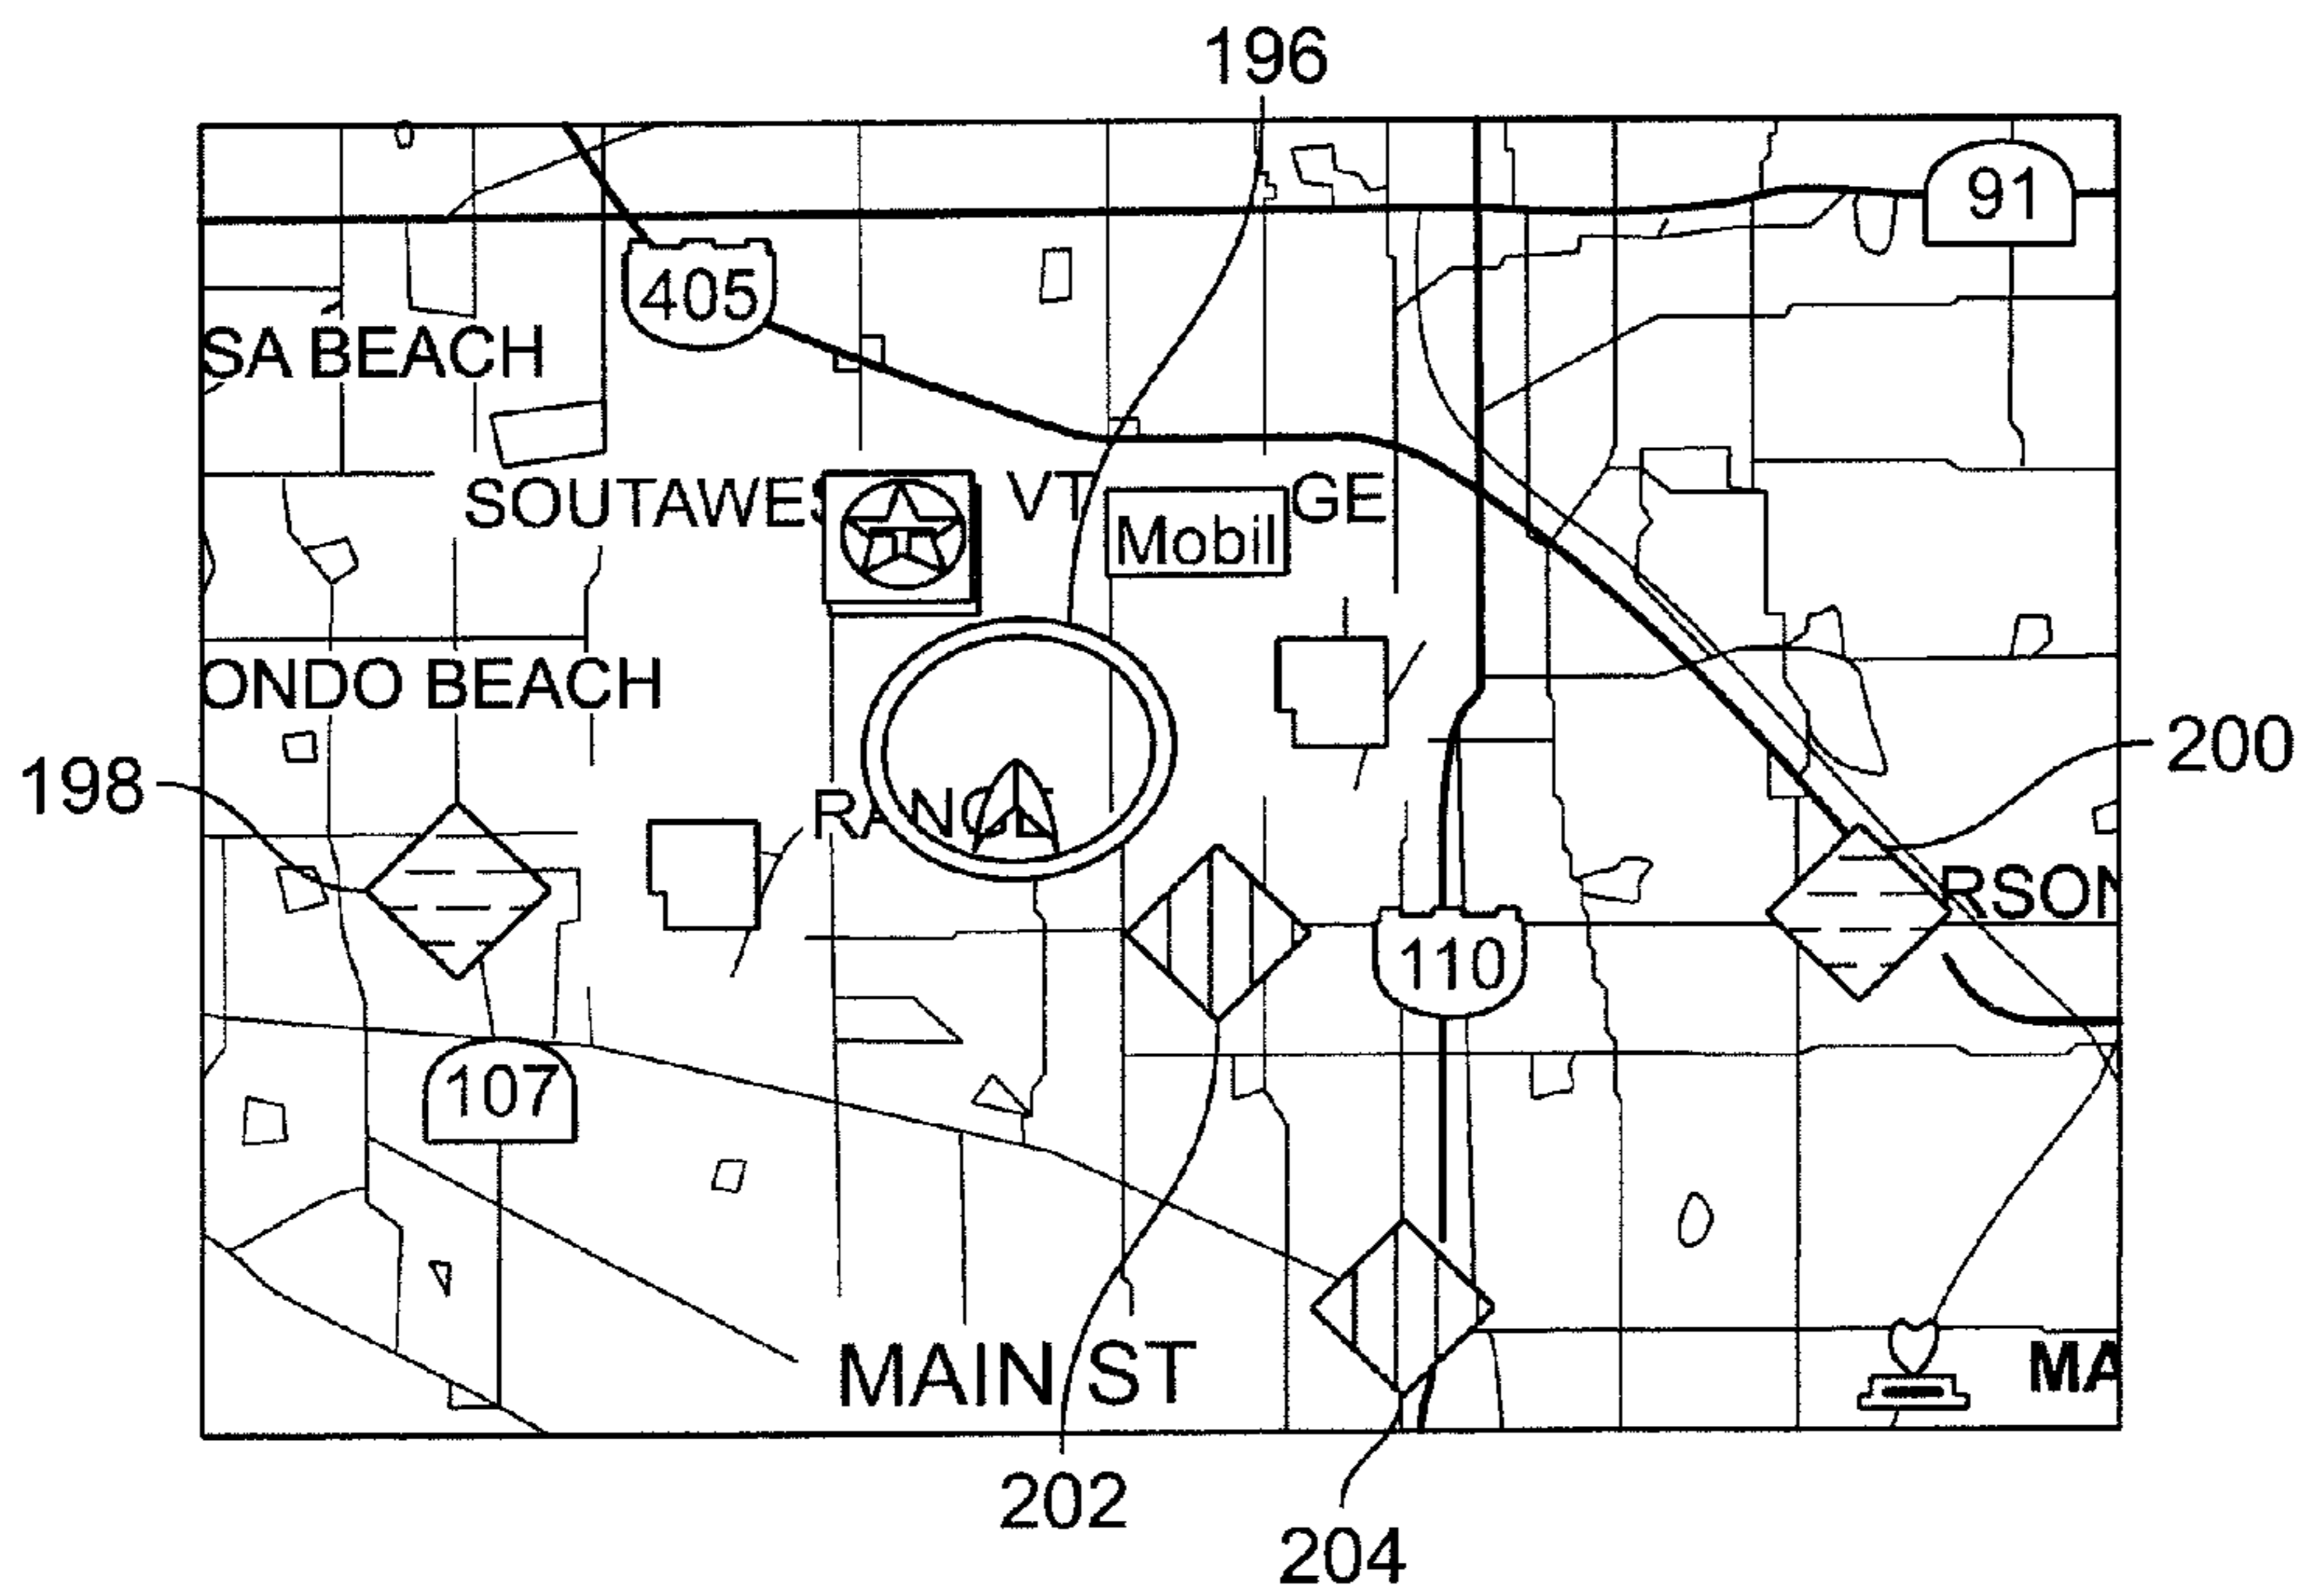 196
91
405
SA BEACH
SOUTAWES VT GE
Mobil
ONDO BEACH
200
198
RANGE
RSON
110
107
MAIN ST
MA
202
204